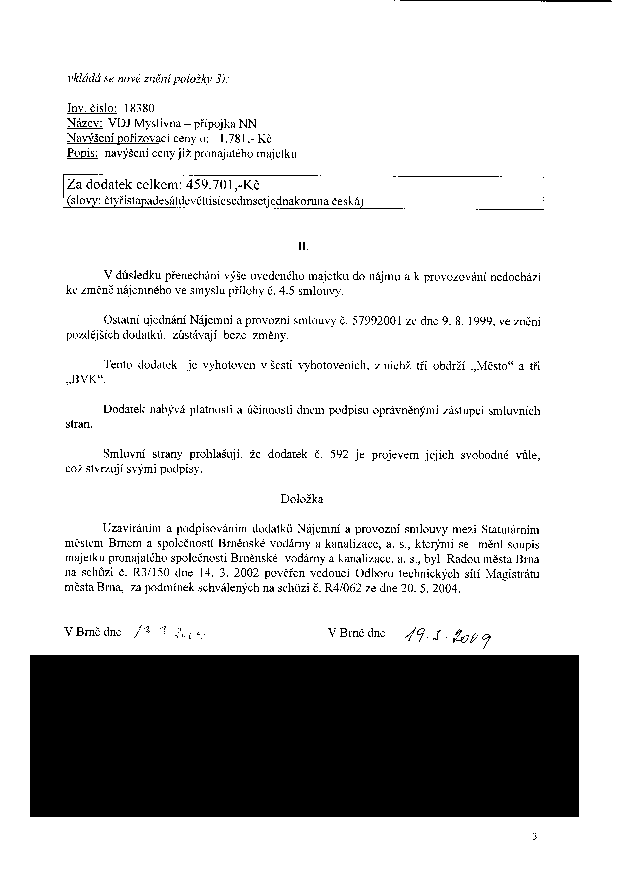 vkládá se nové znění položky 3):
Inv. číslo: 18380
Název: VDJ Myslivna – přípojka NN
Navýšení pořizovací ceny o: 1.781,- Kč
Popis: navýšení ceny již pronajatého majetku
Za dodatek celkem: 459.701,-Kč
(slovy: čtyřistapadesátdevěttisícsedmsetjednakoruna česká)
II.
V důsledku přenechání výše uvedeného majetku do nájmu a k provozování nedochází
ke změně nájemného ve smyslu přílohy č. 4.5 smlouvy.
Ostatní ujednání Nájemní a provozní smlouvy č. 57992001 ze dne 9. 8. 1999, ve znění
pozdějších dodatků, zůstávají beze změny.
Tento dodatek je vyhotoven v šesti vyhotoveních, z nichž tři obdrží „Město“ a tři
„BVK“.
Dodatek nabývá platnosti a účinnosti dnem podpisu oprávněnými zástupci smluvních
stran.
Smluvní strany prohlašují, že dodatek č. 592 je projevem jejich svobodné vůle,
což stvrzují svými podpisy.
Doložka
Uzavíráním a podpisováním dodatků Nájemní a provozní smlouvy mezi Statutárním
městem Brnem a společností Brněnské vodárny a kanalizace, a. s., kterými se mění soupis
majetku pronajatého společnosti Brněnské vodárny a kanalizace, a. s., byl Radou města Brna
na schůzi č. R3/150 dne 14. 3. 2002 pověřen vedoucí Odboru technických sítí Magistrátu
města Brna, za podmínek schválených na schůzi č. R4/062 ze dne 20. 5. 2004.
V Brně dne V Brně dne 19.5.2009
3